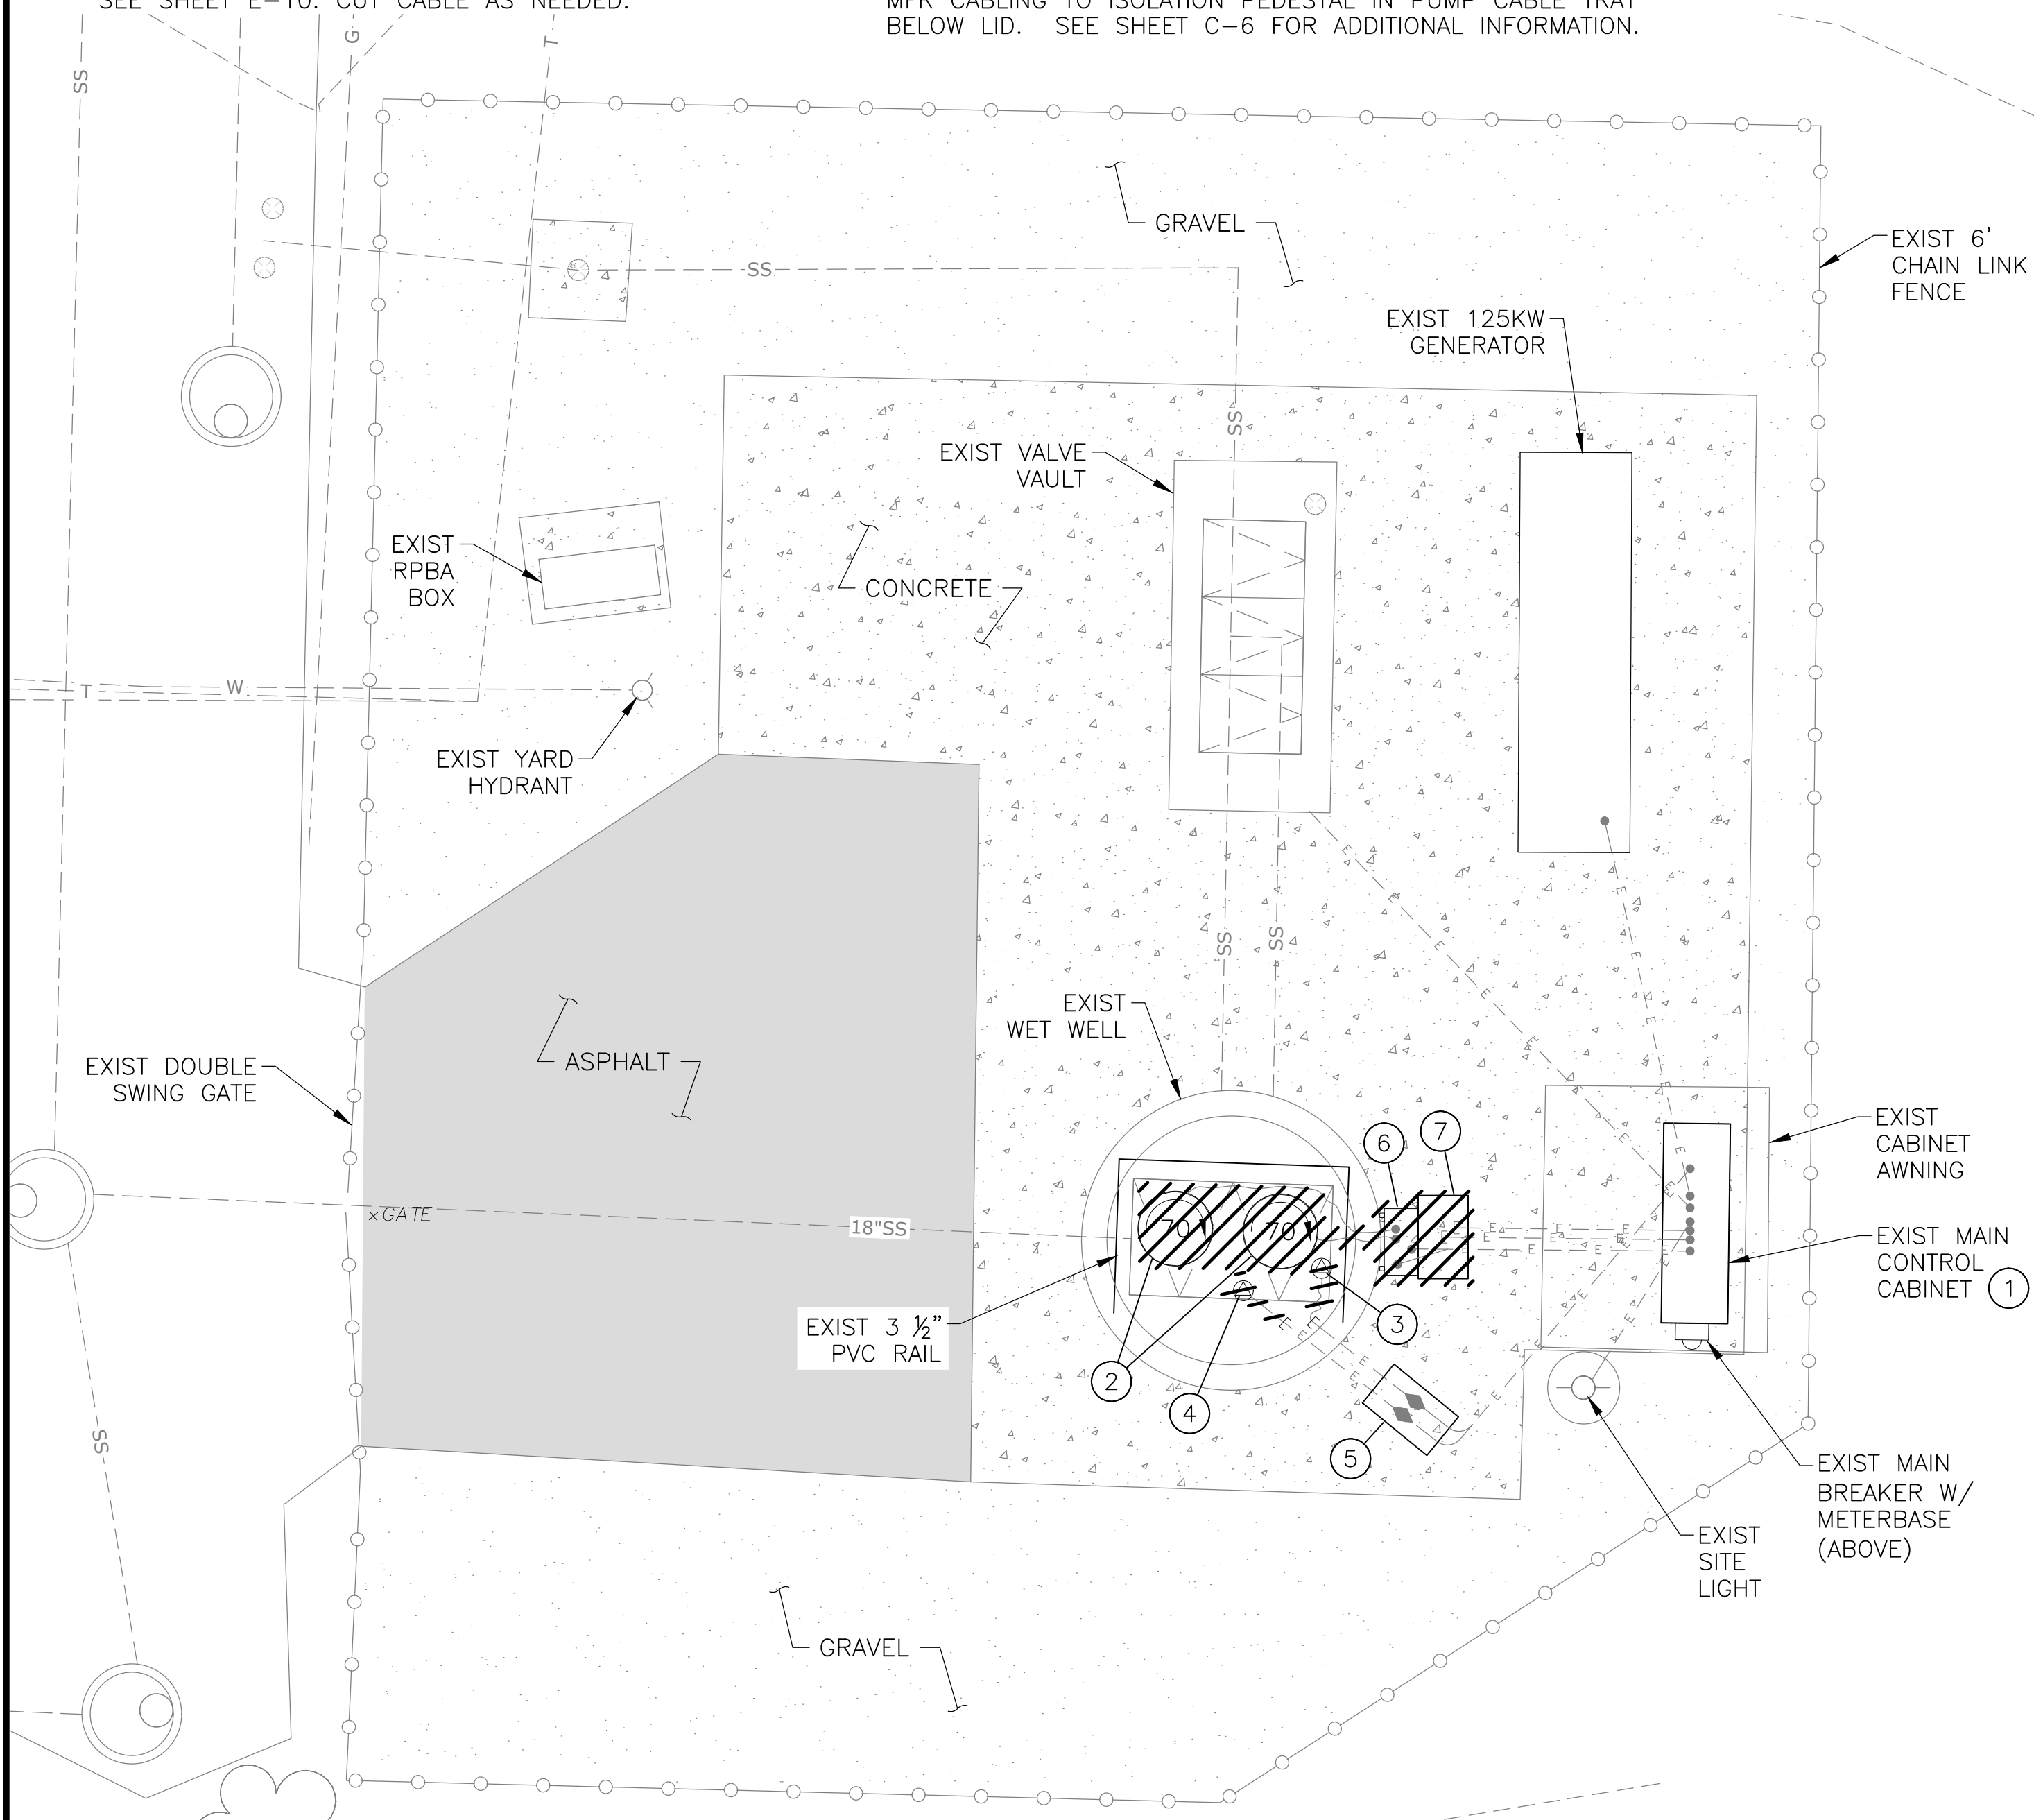 SEE SHEET E-10. CUT CABLE AS NEEDED.
MFR CABLING TO ISOLATION PEDESTAL IN PUMP CABLE TRAY
BELOW LID. SEE SHEET C-6 FOR ADDITIONAL INFORMATION.
G
T
SS
GRAVEL
EXIST 6'
CHAIN LINK
FENCE
SS
EXIST 125KW
GENERATOR
SS
EXIST VALVE
VAULT
EXIST
RPBA
BOX
CONCRETE
T
W
EXIST YARD
HYDRANT
E
E
E
E
E
E
E
E
SS
SS
EXIST
WET WELL
ASPHALT
EXIST DOUBLE
SWING GATE
EXIST
CABINET
AWNING
6
7
xGATE
18"SS
70
70
E
E
E
E
E
E
E
E
E
EXIST MAIN
CONTROL
CABINET 1
EXIST 3 ½"
PVC RAIL
3
2
4
5
E
E
E
E
E
E
E
E
SS
EXIST MAIN
BREAKER W/
METERBASE
(ABOVE)
EXIST
SITE
LIGHT
GRAVEL